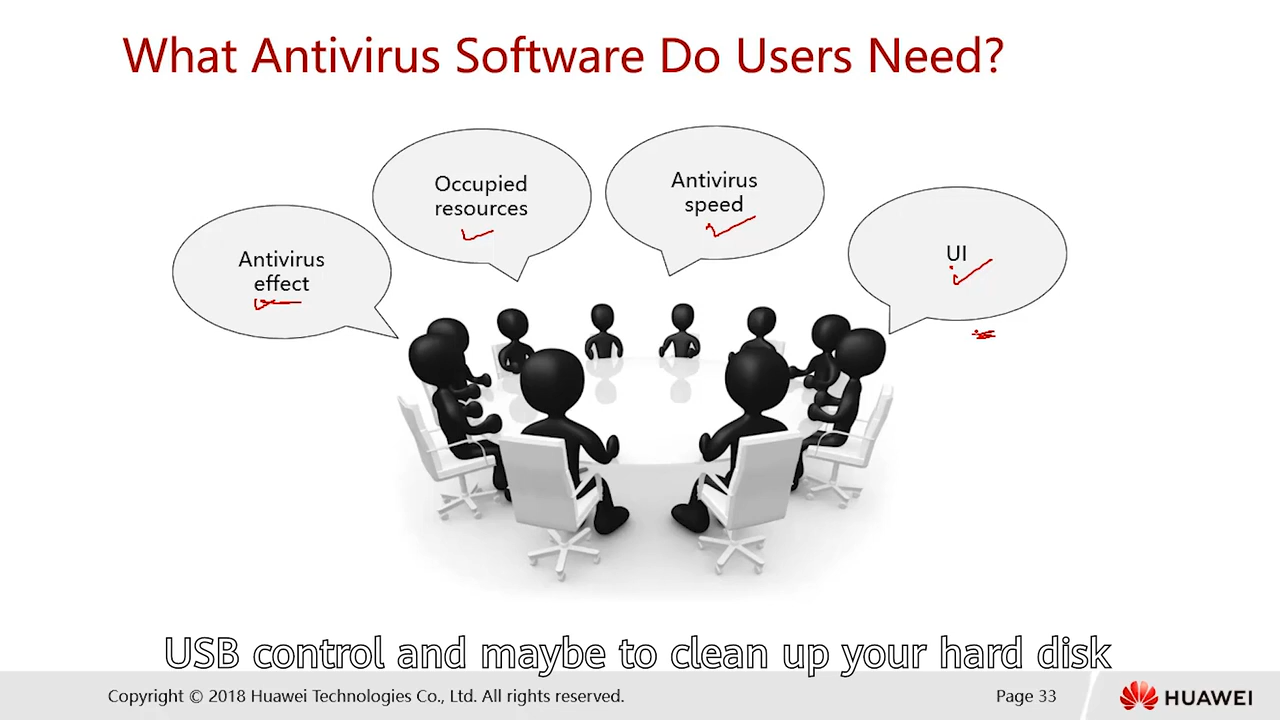 What Antivirus Software Do Users Need?
Occupied
resources
Antivirus
speed
Antivirus
effect
UI
USB control and maybe to clean up your hard disk
Copyright © 2018 Huawei Technologies Co., Ltd. All rights reserved.
Page 33
HUAWEI